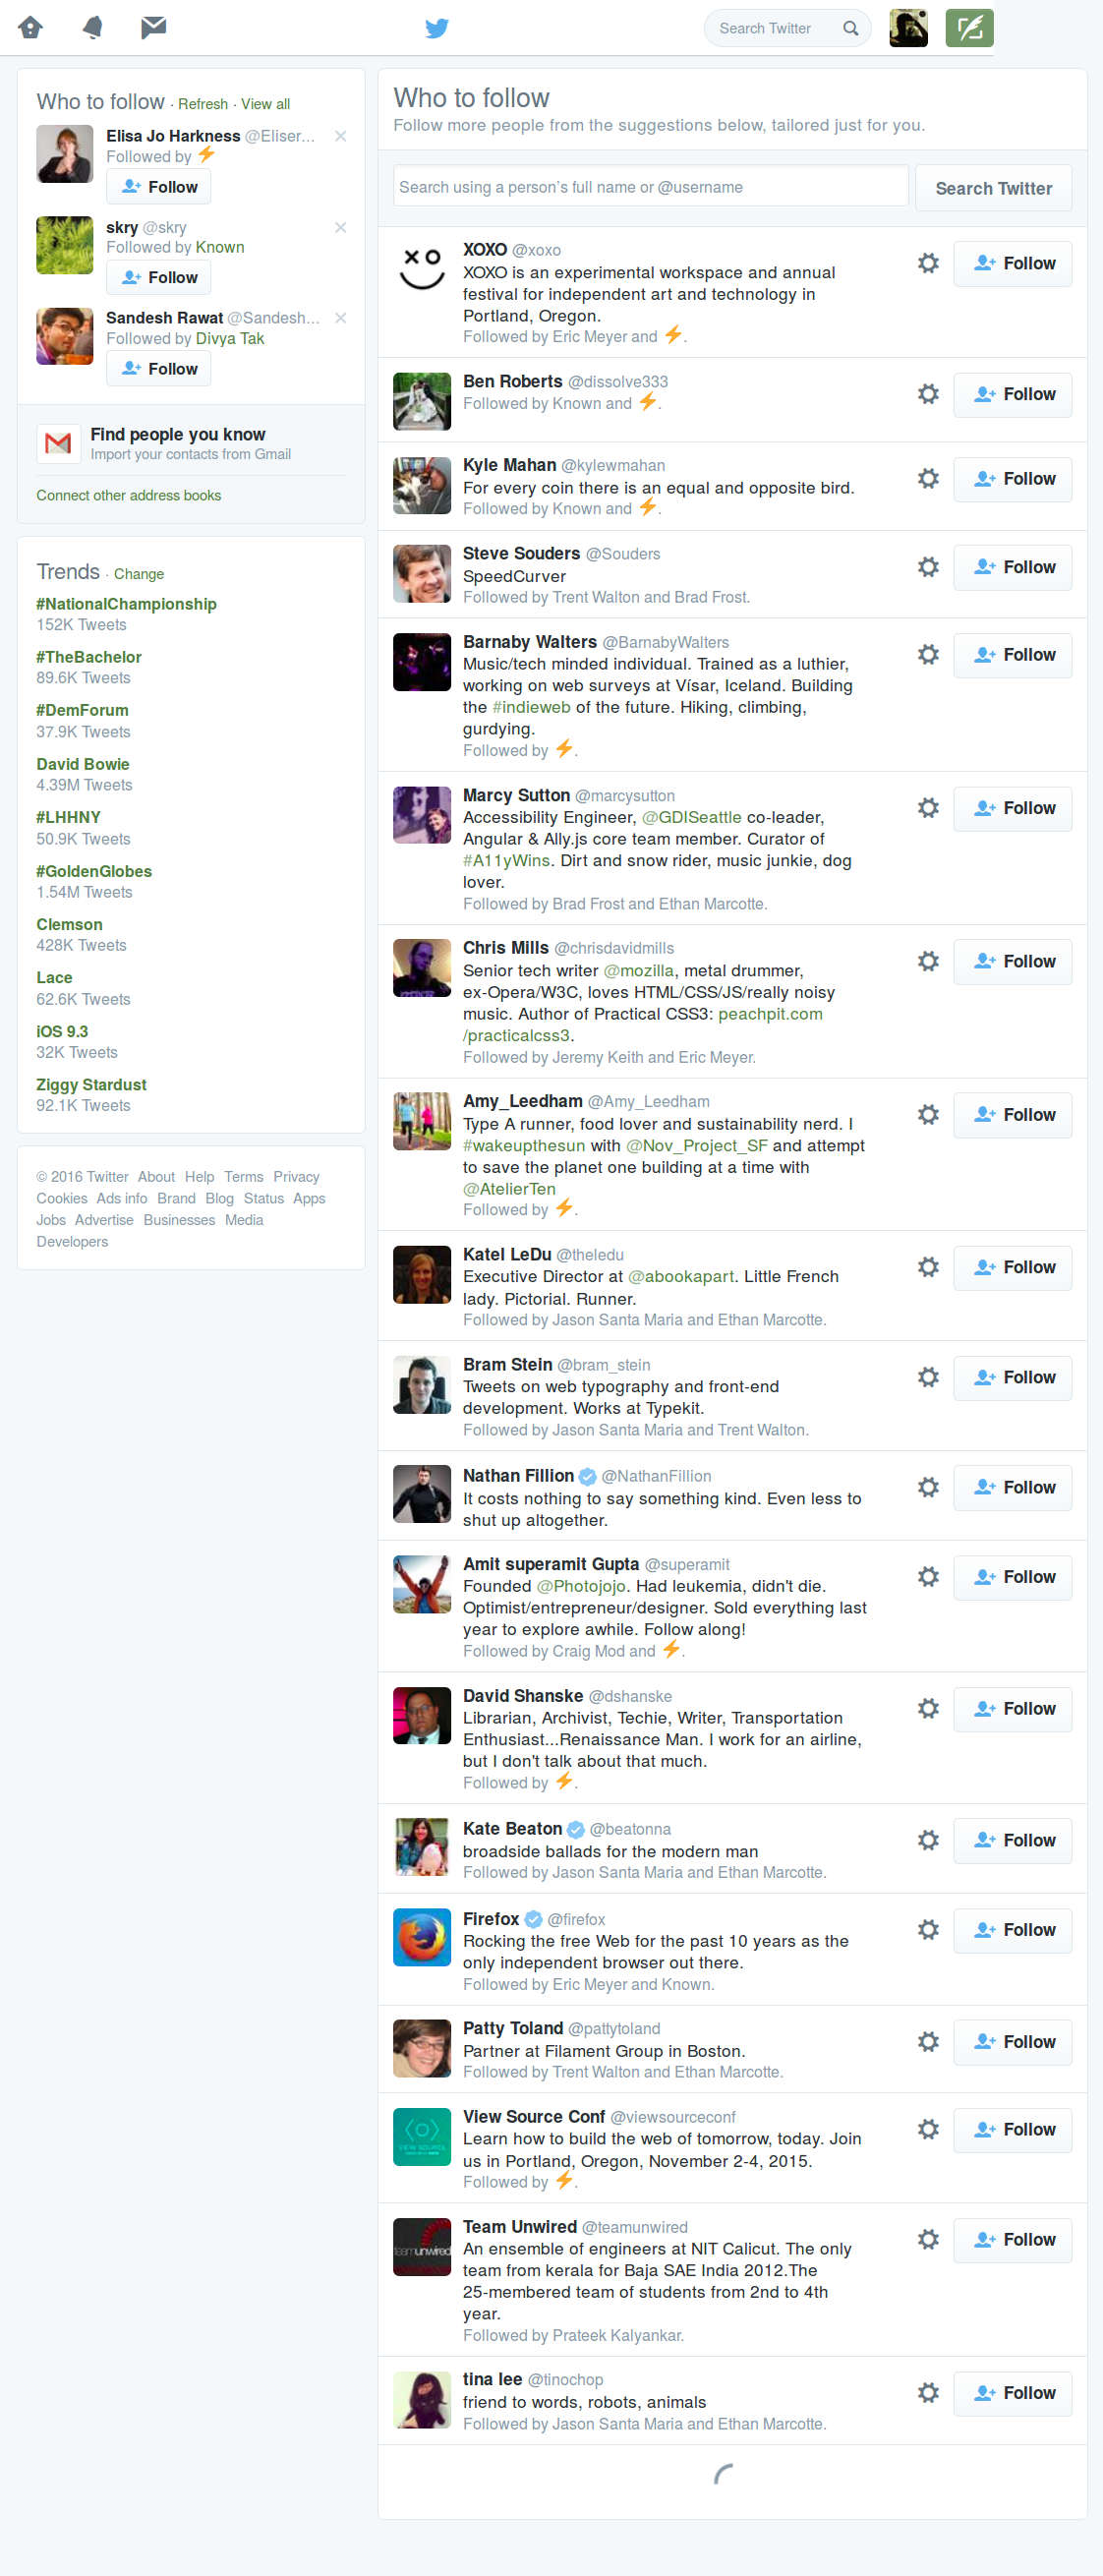 Search Twitter
Who to follow · Refresh · View all
Elisa Jo Harkness @Eliser...
Followed by ⚡
Follow
skry @skry
Followed by Known
Follow
Sandesh Rawat @Sandesh...
Followed by Divya Tak
Follow
Find people you know
Import your contacts from Gmail
Connect other address books
Trends · Change
#NationalChampionship
152K Tweets
#TheBachelor
89.6K Tweets
#DemForum
37.9K Tweets
David Bowie
4.39M Tweets
#LHHNY
50.9K Tweets
#GoldenGlobes
1.54M Tweets
Clemson
428K Tweets
Lace
62.6K Tweets
iOS 9.3
32K Tweets
Ziggy Stardust
92.1K Tweets
© 2016 Twitter About Help Terms Privacy
Cookies Ads info Brand Blog Status Apps
Jobs Advertise Businesses Media
Developers
Who to follow
Follow more people from the suggestions below, tailored just for you.
Search using a person's full name or @username
Search Twitter
XOXO @xoxo
XOXO is an experimental workspace and annual
festival for independent art and technology in
Portland, Oregon.
Followed by Eric Meyer and ⚡.
Follow
Ben Roberts @dissolve333
Followed by Known and ⚡.
Follow
Kyle Mahan @kylewmahan
For every coin there is an equal and opposite bird.
Followed by Known and ⚡.
Follow
Steve Souders @Souders
SpeedCurver
Followed by Trent Walton and Brad Frost.
Follow
Barnaby Walters @BarnabyWalters
Music/tech minded individual. Trained as a luthier,
working on web surveys at Vísar, Iceland. Building
the #indieweb of the future. Hiking, climbing,
gurdying.
Followed by ⚡.
Follow
Marcy Sutton @marcysutton
Accessibility Engineer, @GDISeattle co-leader,
Angular & Ally.js core team member. Curator of
#A11yWins. Dirt and snow rider, music junkie, dog
lover.
Followed by Brad Frost and Ethan Marcotte.
Follow
Chris Mills @chrisdavidmills
Senior tech writer @mozilla, metal drummer,
ex-Opera/W3C, loves HTML/CSS/JS/really noisy
music. Author of Practical CSS3: peachpit.com
/practicalcss3.
Followed by Jeremy Keith and Eric Meyer.
Follow
Amy_Leedham @Amy_Leedham
Type A runner, food lover and sustainability nerd. I
#wakeupthesun with @Nov_Project_SF and attempt
to save the planet one building at a time with
@AtelierTen
Followed by ⚡.
Follow
Katel LeDu @theledu
Executive Director at @abookapart. Little French
lady. Pictorial. Runner.
Followed by Jason Santa Maria and Ethan Marcotte.
Follow
Bram Stein @bram_stein
Tweets on web typography and front-end
development. Works at Typekit.
Followed by Jason Santa Maria and Trent Walton.
Follow
Nathan Fillion @NathanFillion
It costs nothing to say something kind. Even less to
shut up altogether.
Follow
Amit superamit Gupta @superamit
Founded @Photojojo. Had leukemia, didn't die.
Optimist/entrepreneur/designer. Sold everything last
year to explore awhile. Follow along!
Followed by Craig Mod and ⚡.
Follow
David Shanske @dshanske
Librarian, Archivist, Techie, Writer, Transportation
Enthusiast...Renaissance Man. I work for an airline,
but I don't talk about that much.
Followed by ⚡.
Follow
Kate Beaton @beatonna
broadside ballads for the modern man
Followed by Jason Santa Maria and Ethan Marcotte.
Follow
Firefox @firefox
Rocking the free Web for the past 10 years as the
only independent browser out there.
Followed by Eric Meyer and Known.
Follow
Patty Toland @pattytoland
Partner at Filament Group in Boston.
Followed by Trent Walton and Ethan Marcotte.
Follow
View Source Conf @viewsourceconf
Learn how to build the web of tomorrow, today. Join
us in Portland, Oregon, November 2-4, 2015.
Followed by ⚡.
Follow
teamunwired
Team Unwired @teamunwired
An ensemble of engineers at NIT Calicut. The only
team from kerala for Baja SAE India 2012.The
25-membered team of students from 2nd to 4th
year.
Followed by Prateek Kalyankar.
Follow
tina lee @tinochop
friend to words, robots, animals
Followed by Jason Santa Maria and Ethan Marcotte.
Follow